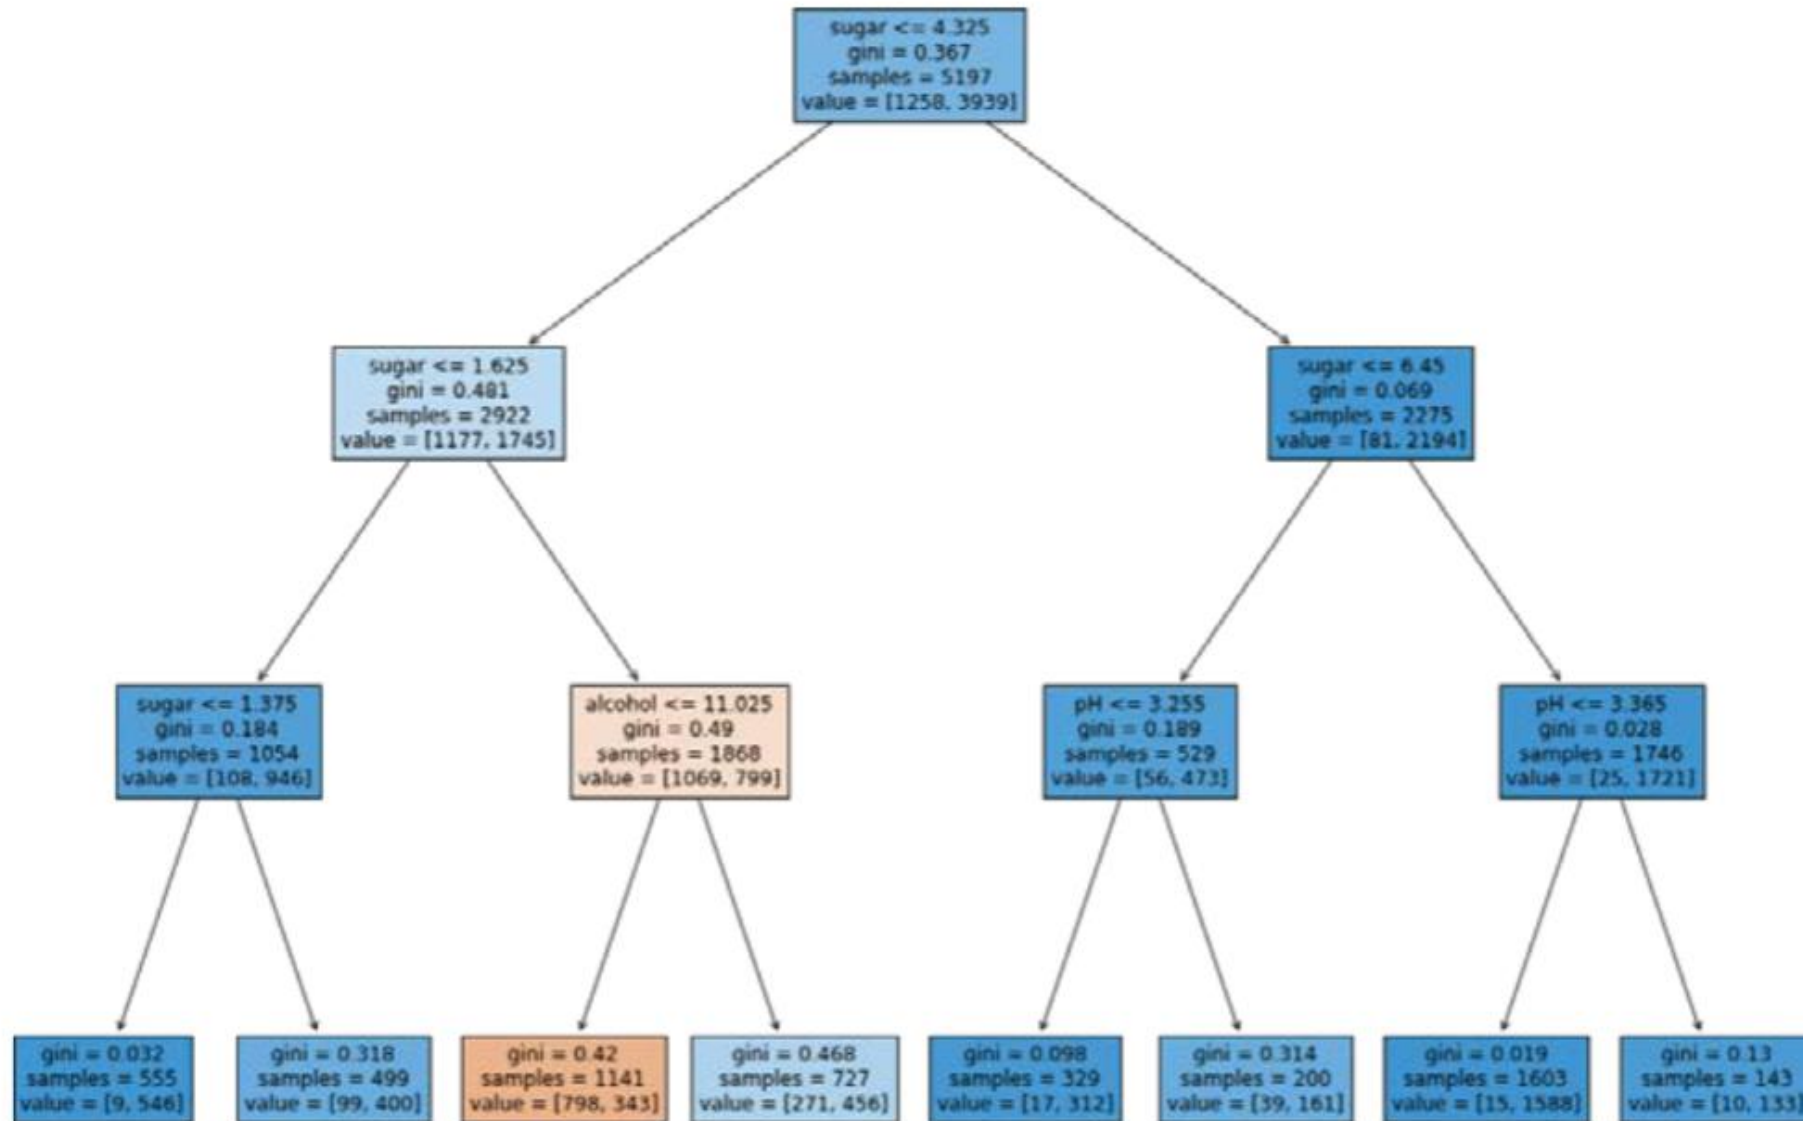 sugar <= 4.325
gini = 0.367
samples = 5197
value = [1258, 3939]
sugar <= 1.625
gini = 0.481
samples = 2922
value = [1177, 1745]
sugar <= 6.45
gini = 0.069
samples = 2275
value = [81, 2194]
sugar <= 1.375
gini = 0.184
samples = 1054
value = [108, 946]
alcohol <= 11.025
gini = 0.49
samples = 1868
value = [1069, 799]
pH <= 3.255
gini = 0.189
samples = 529
value = [56, 473]
pH <= 3.365
gini = 0.028
samples = 1746
value = [25, 1721]
gini = 0.032
samples = 555
value = [9, 546]
gini = 0.318
samples = 499
value = [99, 400]
gini = 0.42
samples = 1141
value = [798, 343]
gini = 0.468
samples = 727
value = [271, 456]
gini = 0.098
samples = 329
value = [17, 312]
gini = 0.314
samples = 200
value = [39, 161]
gini = 0.019
samples = 1603
value = [15, 1588]
gini = 0.13
samples = 143
value = [10, 133]